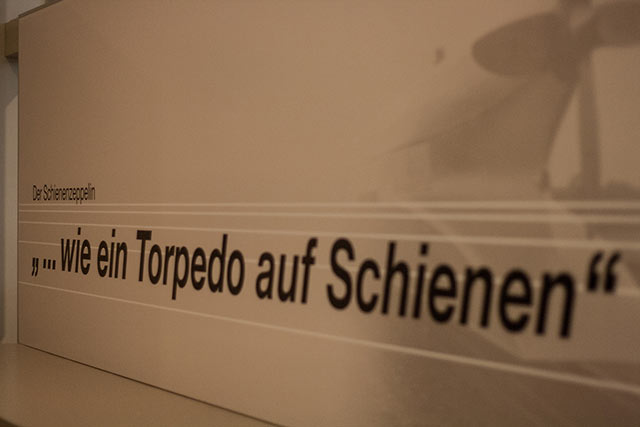 Der Schienenzeppelin
„... wie ein Torpedo auf Schienen“